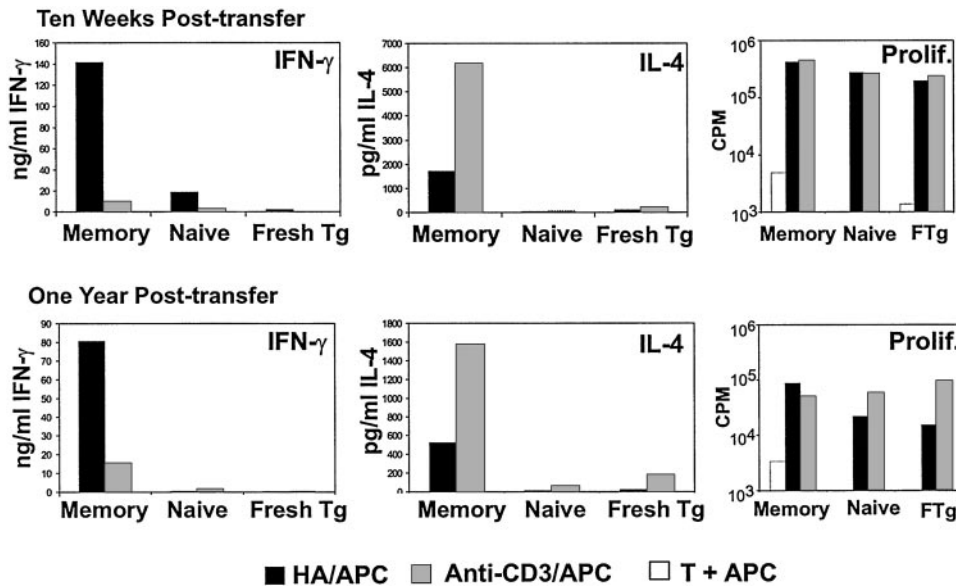 Ten Weeks Post-transfer
IFN-γ
ng/ml IFN-γ
160
140
120
100
80
60
40
20
0
Memory Naive Fresh Tg
IL-4
pg/ml IL-4
7000
6000
5000
4000
3000
2000
1000
0
Memory Naive Fresh Tg
Prolif.
CPM
10⁶
10⁵
10⁴
10³
Memory Naive FTg
One Year Post-transfer
IFN-γ
ng/ml IFN-γ
90
80
70
60
50
40
30
20
10
0
Memory Naive Fresh Tg
IL-4
pg/ml IL-4
1800
1600
1400
1200
1000
800
600
400
200
0
Memory Naive Fresh Tg
Prolif.
CPM
10⁶
10⁵
10⁴
10³
Memory Naive FTg
HA/APC Anti-CD3/APC T + APC